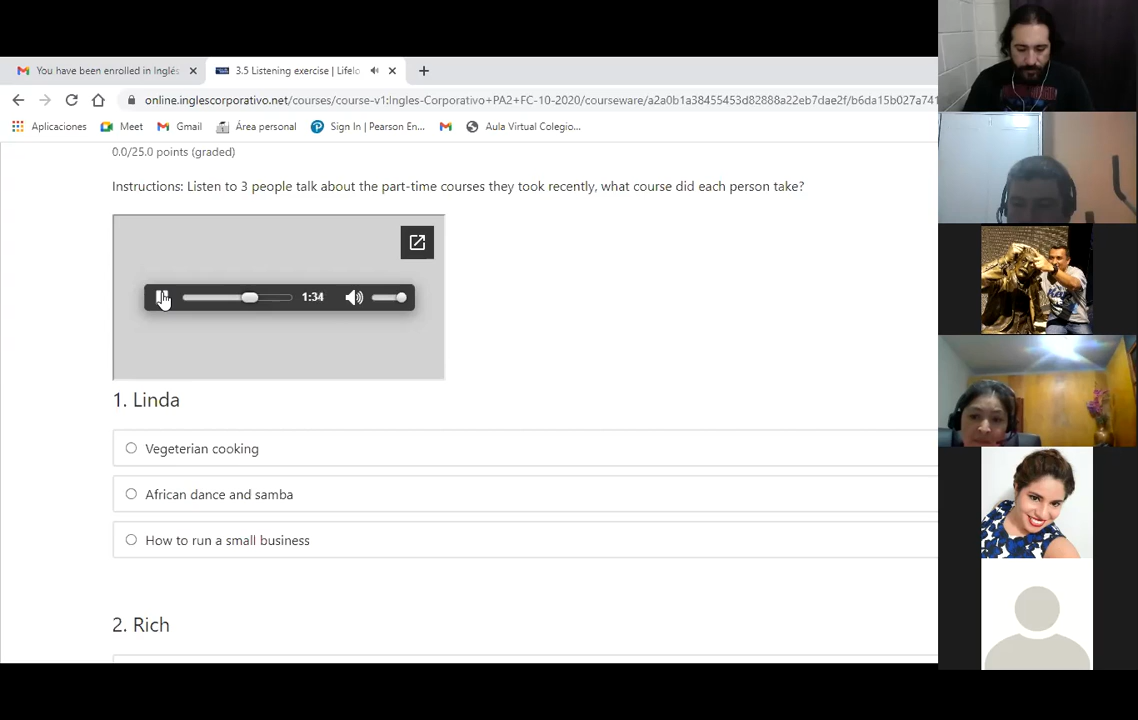 You have been enrolled in Inglés
3.5 Listening exercise | Lifelo
online.inglescorporativo.net/courses/course-v1:Ingles-Corporativo+PA2+FC-10-2020/courseware/a2a0b1a38455453d82888a22eb7dae2f/b6da15b027a741
Aplicaciones Meet Gmail Área personal Sign In | Pearson En... Aula Virtual Colegio...
0.0/25.0 points (graded)
Instructions: Listen to 3 people talk about the part-time courses they took recently, what course did each person take?
1:34
1. Linda
Vegeterian cooking
African dance and samba
How to run a small business
2. Rich